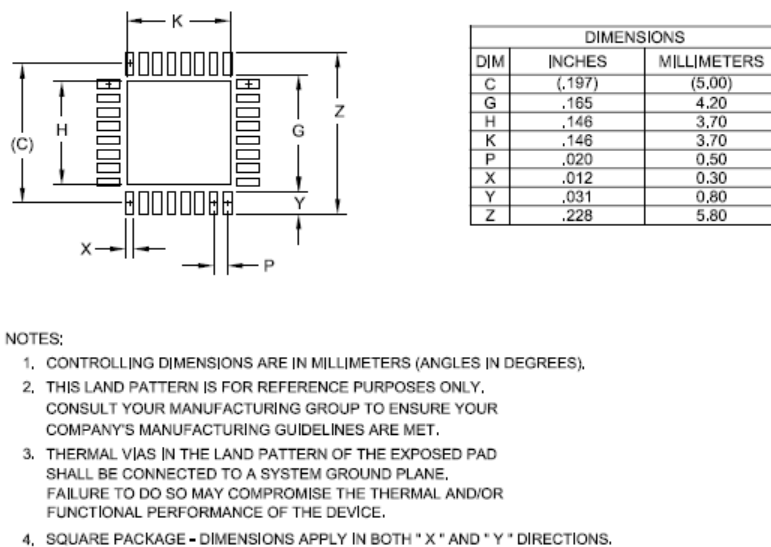 K
(C)
H
G
Z
Y
X
P
DIMENSIONS
DIM INCHES MILLIMETERS
C (.197) (5.00)
G .165 4.20
H .146 3.70
K .146 3.70
P .020 0.50
X .012 0.30
Y .031 0.80
Z .228 5.80
NOTES:
1. CONTROLLING DIMENSIONS ARE IN MILLIMETERS (ANGLES IN DEGREES).
2. THIS LAND PATTERN IS FOR REFERENCE PURPOSES ONLY.
CONSULT YOUR MANUFACTURING GROUP TO ENSURE YOUR
COMPANY'S MANUFACTURING GUIDELINES ARE MET.
3. THERMAL VIAS IN THE LAND PATTERN OF THE EXPOSED PAD
SHALL BE CONNECTED TO A SYSTEM GROUND PLANE.
FAILURE TO DO SO MAY COMPROMISE THE THERMAL AND/OR
FUNCTIONAL PERFORMANCE OF THE DEVICE.
4. SQUARE PACKAGE - DIMENSIONS APPLY IN BOTH " X " AND " Y " DIRECTIONS.